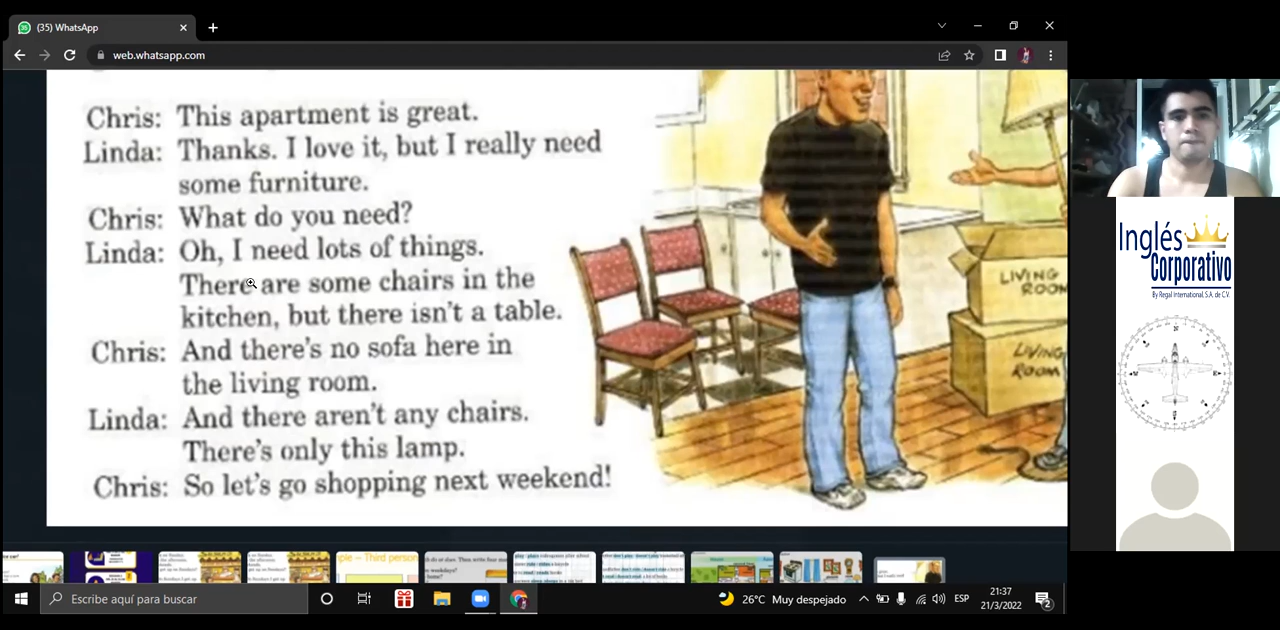 (35) WhatsApp
web.whatsapp.com
Chris: This apartment is great.
Linda: Thanks. I love it, but I really need
some furniture.
Chris: What do you need?
Linda: Oh, I need lots of things.
There are some chairs in the
kitchen, but there isn't a table.
Chris: And there's no sofa here in
the living room.
Linda: And there aren't any chairs.
There's only this lamp.
Chris: So let's go shopping next weekend!
LIVING
ROOM
LIVING
ROOM
Inglés
Corporativo
By Regal International, S.A. de C.V.
ple – Third person
Escribe aquí para buscar
26°C Muy despejado
ESP
21:37
21/3/2022
2